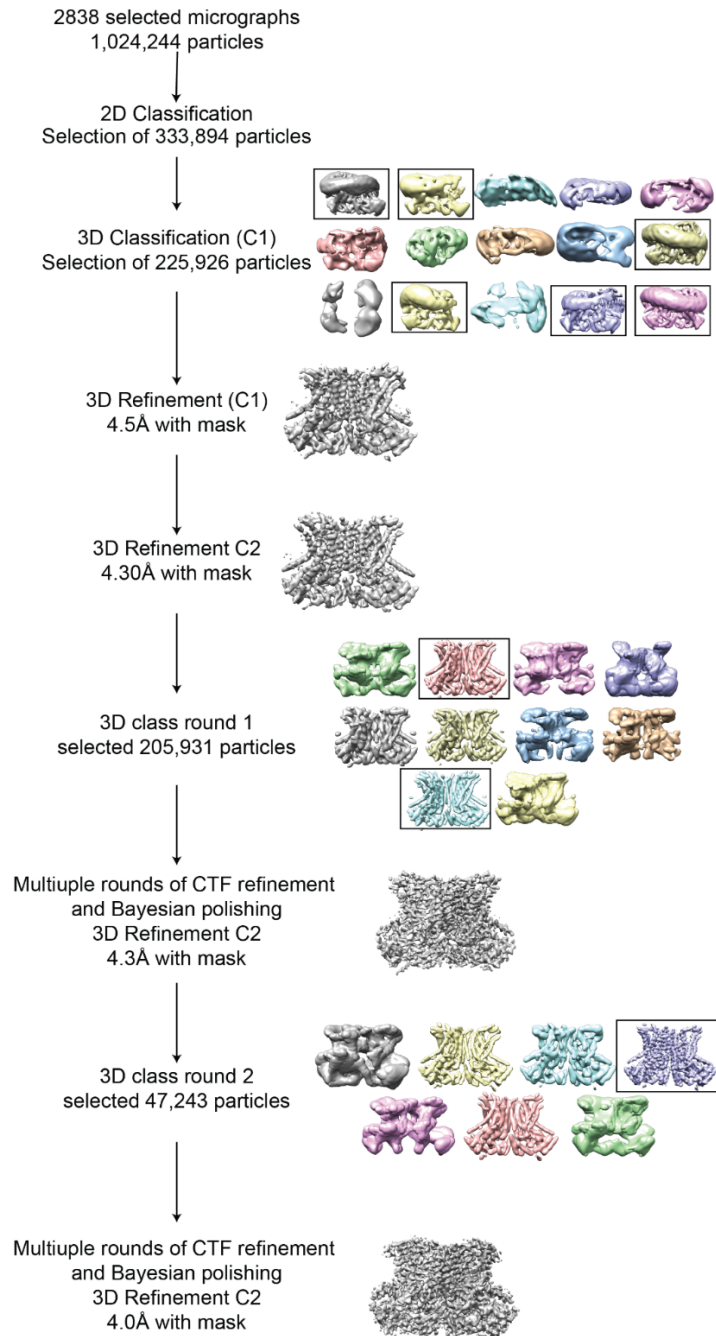 2838 selected micrographs
1,024,244 particles
2D Classification
Selection of 333,894 particles
3D Classification (C1)
Selection of 225,926 particles
3D Refinement (C1)
4.5Å with mask
3D Refinement C2
4.30Å with mask
3D class round 1
selected 205,931 particles
Multiuple rounds of CTF refinement
and Bayesian polishing
3D Refinement C2
4.3Å with mask
3D class round 2
selected 47,243 particles
Multiuple rounds of CTF refinement
and Bayesian polishing
3D Refinement C2
4.0Å with mask